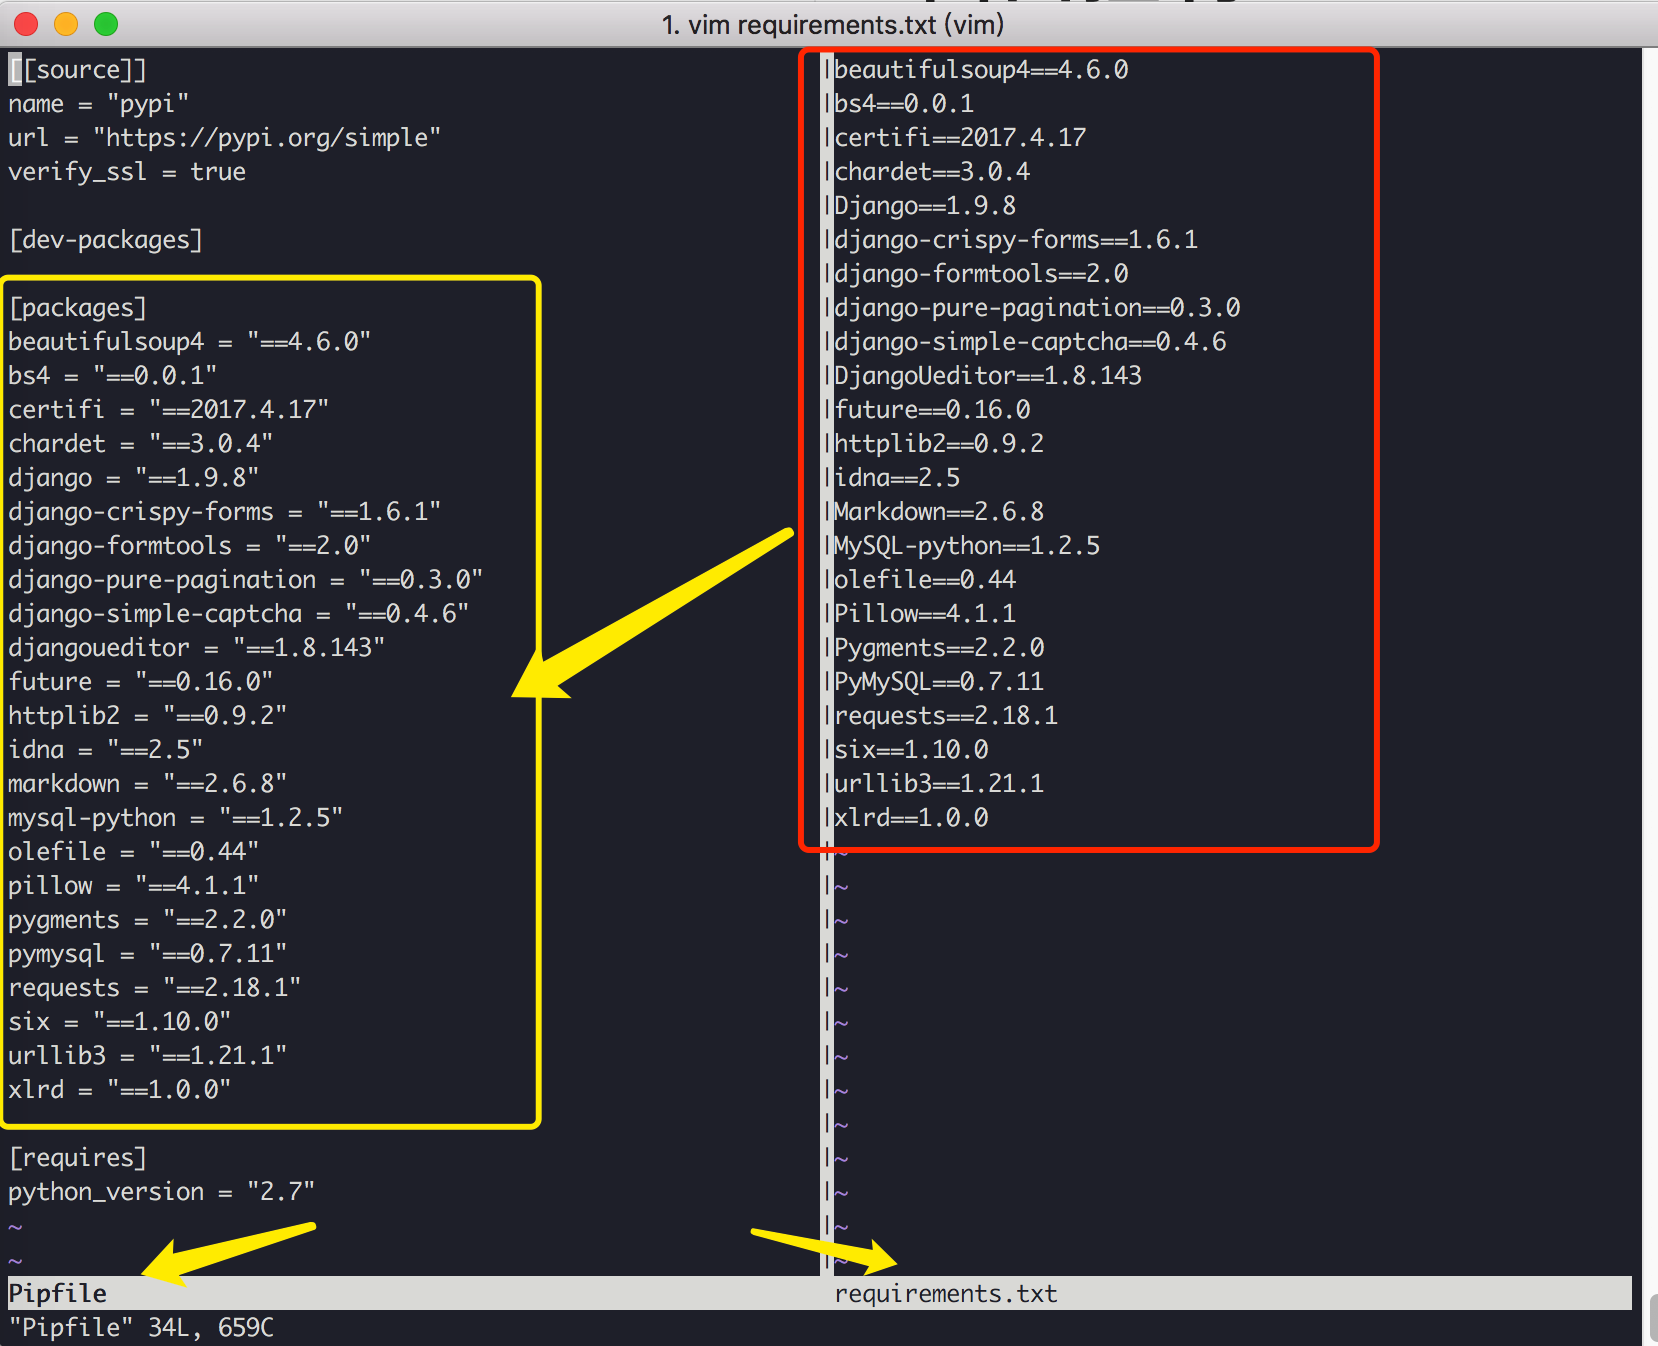 1. vim requirements.txt (vim)
[[source]]
name = "pypi"
url = "https://pypi.org/simple"
verify_ssl = true
[dev-packages]
[packages]
beautifulsoup4 = "==4.6.0"
bs4 = "==0.0.1"
certifi = "==2017.4.17"
chardet = "==3.0.4"
django = "==1.9.8"
django-crispy-forms = "==1.6.1"
django-formtools = "==2.0"
django-pure-pagination = "==0.3.0"
django-simple-captcha = "==0.4.6"
djangoueditor = "==1.8.143"
future = "==0.16.0"
httplib2 = "==0.9.2"
idna = "==2.5"
markdown = "==2.6.8"
mysql-python = "==1.2.5"
olefile = "==0.44"
pillow = "==4.1.1"
pygments = "==2.2.0"
pymysql = "==0.7.11"
requests = "==2.18.1"
six = "==1.10.0"
urllib3 = "==1.21.1"
xlrd = "==1.0.0"
[requires]
python_version = "2.7"
~
~
Pipfile
"Pipfile" 34L, 659C
|beautifulsoup4==4.6.0
|bs4==0.0.1
|certifi==2017.4.17
|chardet==3.0.4
|Django==1.9.8
|django-crispy-forms==1.6.1
|django-formtools==2.0
|django-pure-pagination==0.3.0
|django-simple-captcha==0.4.6
|DjangoUeditor==1.8.143
|future==0.16.0
|httplib2==0.9.2
|idna==2.5
|Markdown==2.6.8
|MySQL-python==1.2.5
|olefile==0.44
|Pillow==4.1.1
|Pygments==2.2.0
|PyMySQL==0.7.11
|requests==2.18.1
|six==1.10.0
|urllib3==1.21.1
|xlrd==1.0.0
|~
|~
|~
|~
|~
|~
|~
|~
|~
|~
|~
|~
|~
requirements.txt